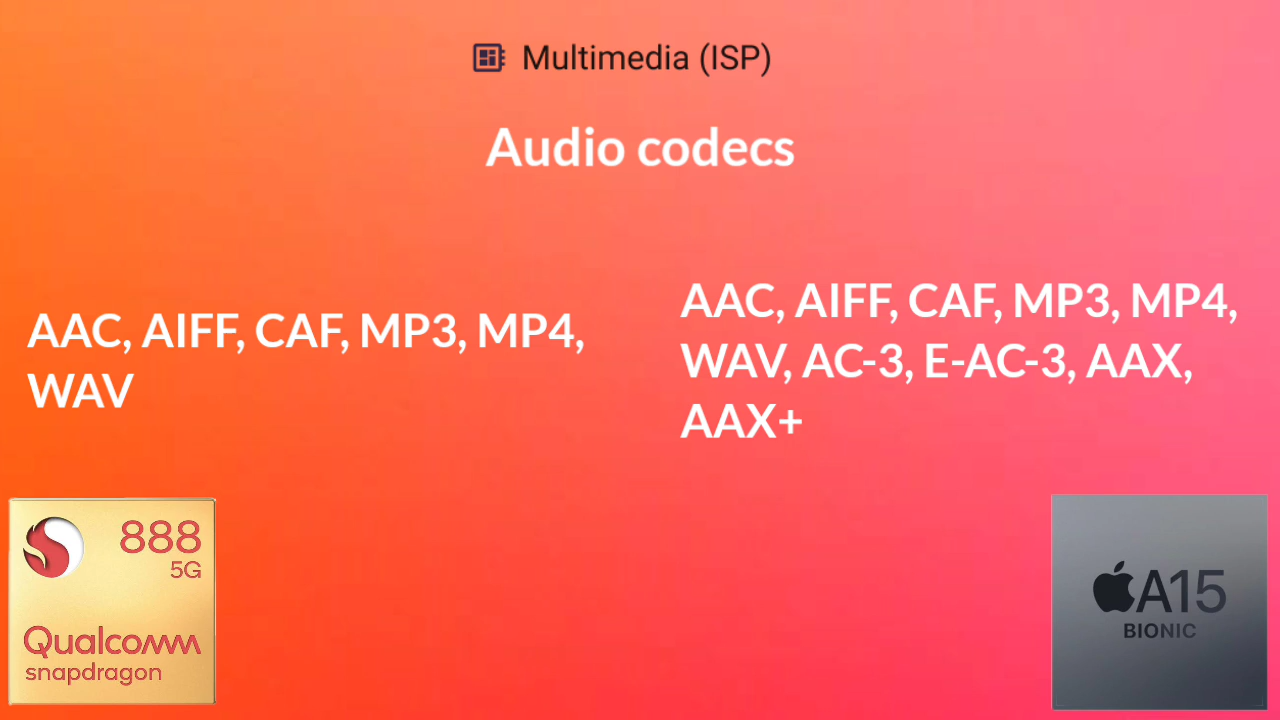 Multimedia (ISP)
Audio codecs
AAC, AIFF, CAF, MP3, MP4,
WAV
AAC, AIFF, CAF, MP3, MP4,
WAV, AC-3, E-AC-3, AAX,
AAX+
888
5G
Qualcomm
snapdragon
A15
BIONIC